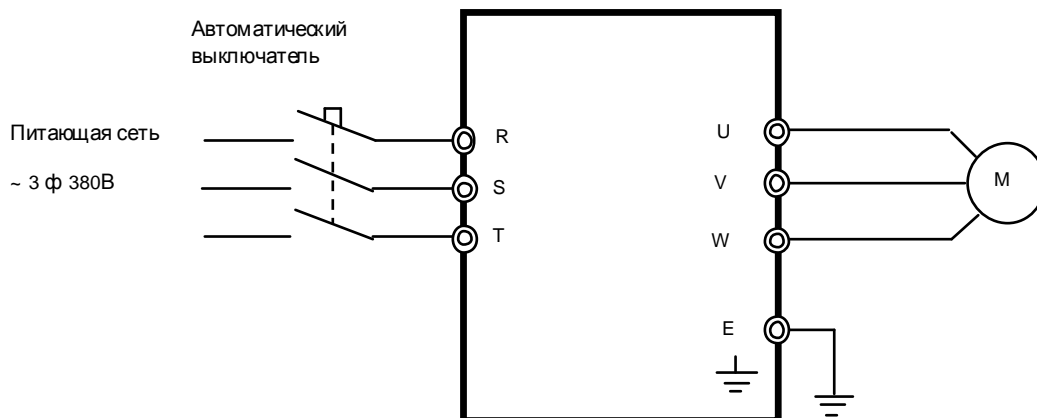 Автоматический
выключатель
Питающая сеть
~ 3 ф 380В
R
S
T
U
V
W
E
M